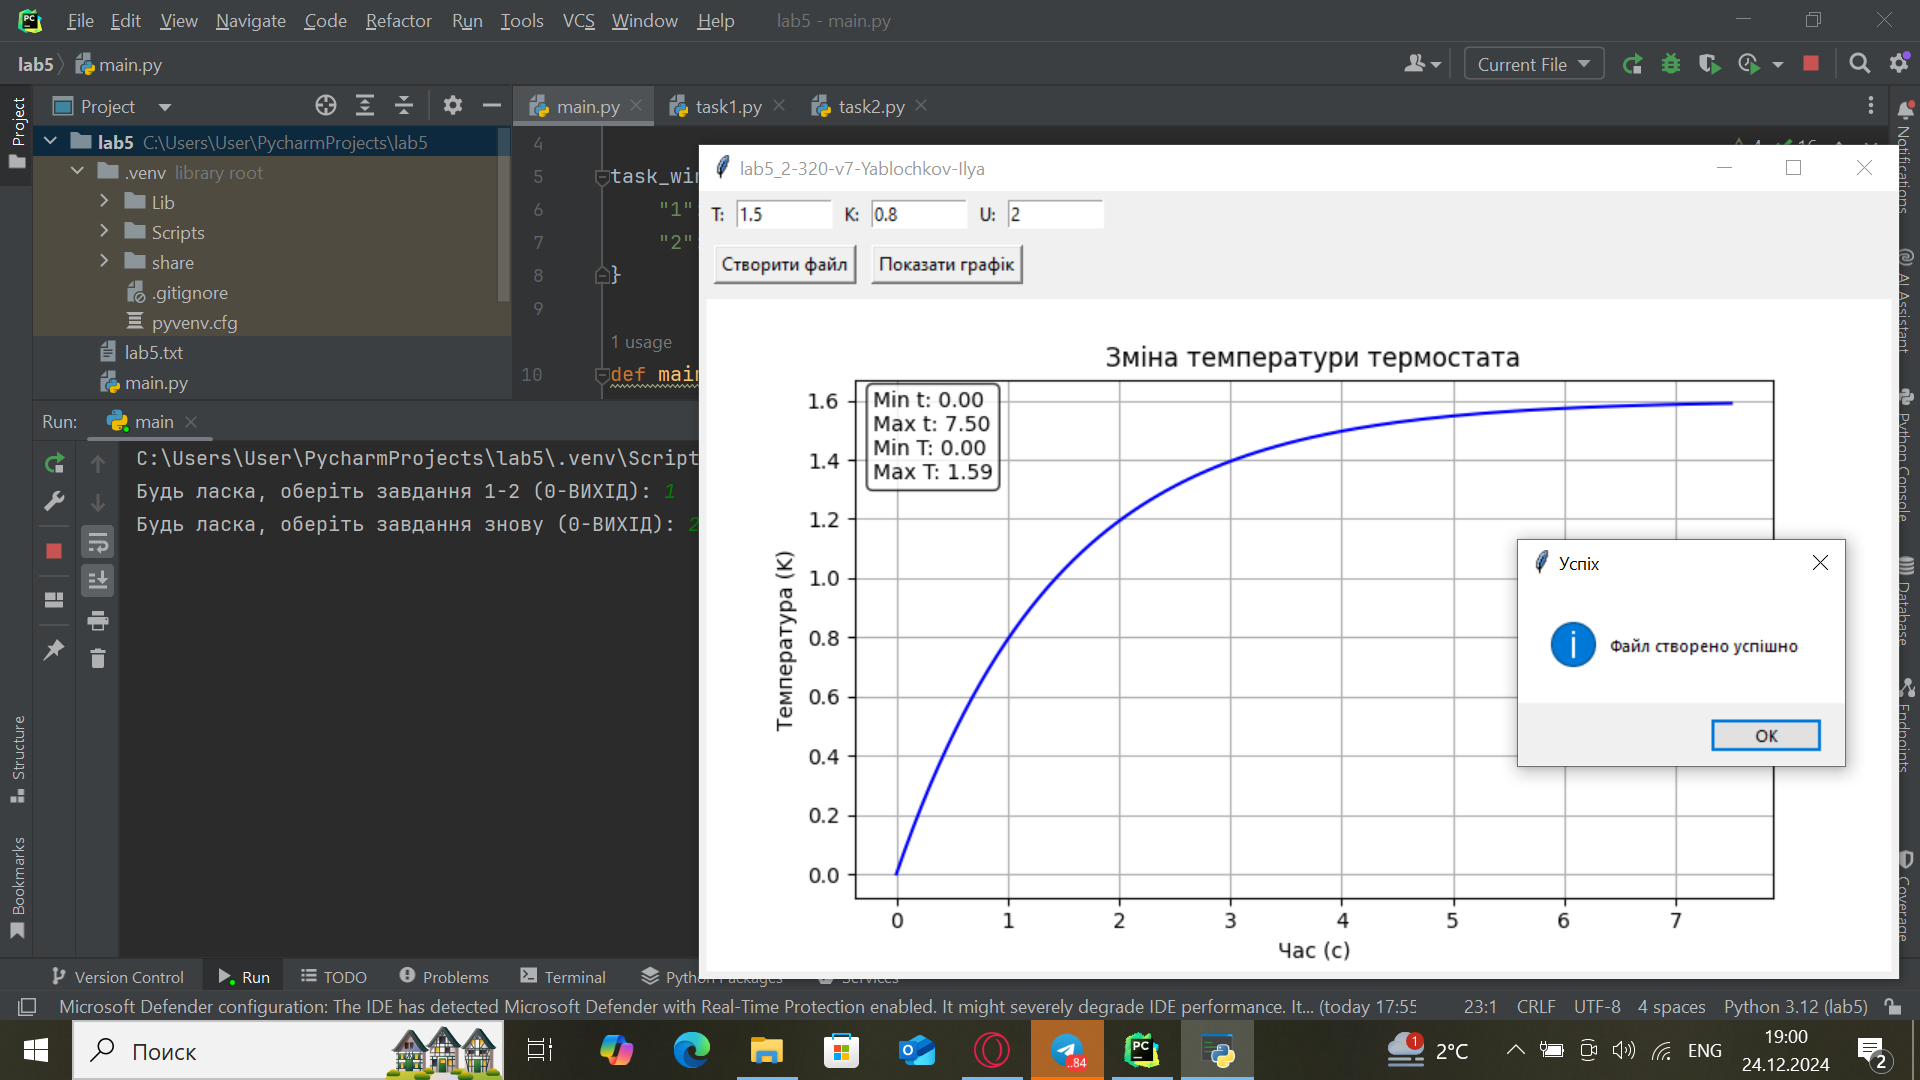 File Edit View Navigate Code Refactor Run Tools VCS Window Help lab5 - main.py
lab5 main.py
Current File
Project
main.py
task1.py
task2.py
Project
Notifications
AI Assistant
Python Console
Database
Endpoints
Coverage
lab5 C:\Users\User\PycharmProjects\lab5
.venv library root
Lib
Scripts
share
.gitignore
pyvenv.cfg
lab5.txt
main.py
4
5
6
7
8
9
10
"1"
"2"
}
1 usage
lab5_2-320-v7-Yablochkov-Ilya
T: 1.5 K: 0.8 U: 2
Створити файл Показати графік
Зміна температури термостата
Min t: 0.00
Max t: 7.50
Min T: 0.00
Max T: 1.59
1.6
1.4
1.2
1.0
0.8
0.6
0.4
0.2
0.0
Температура (К)
0 1 2 3 4 5 6 7
Час (с)
Успіх
Файл створено успішно
OK
Run: main
Будь ласка, оберіть завдання 1-2 (0-ВИХІД): 1
Будь ласка, оберіть завдання знову (0-ВИХІД): 2
Structure
Bookmarks
Version Control Run TODO Problems Terminal Python Packages Services
Microsoft Defender configuration: The IDE has detected Microsoft Defender with Real-Time Protection enabled. It might severely degrade IDE performance. It... (today 17:55
23:1 CRLF UTF-8 4 spaces Python 3.12 (lab5)
Поиск
PC
84
1
2°C
ENG
19:00
24.12.2024
2